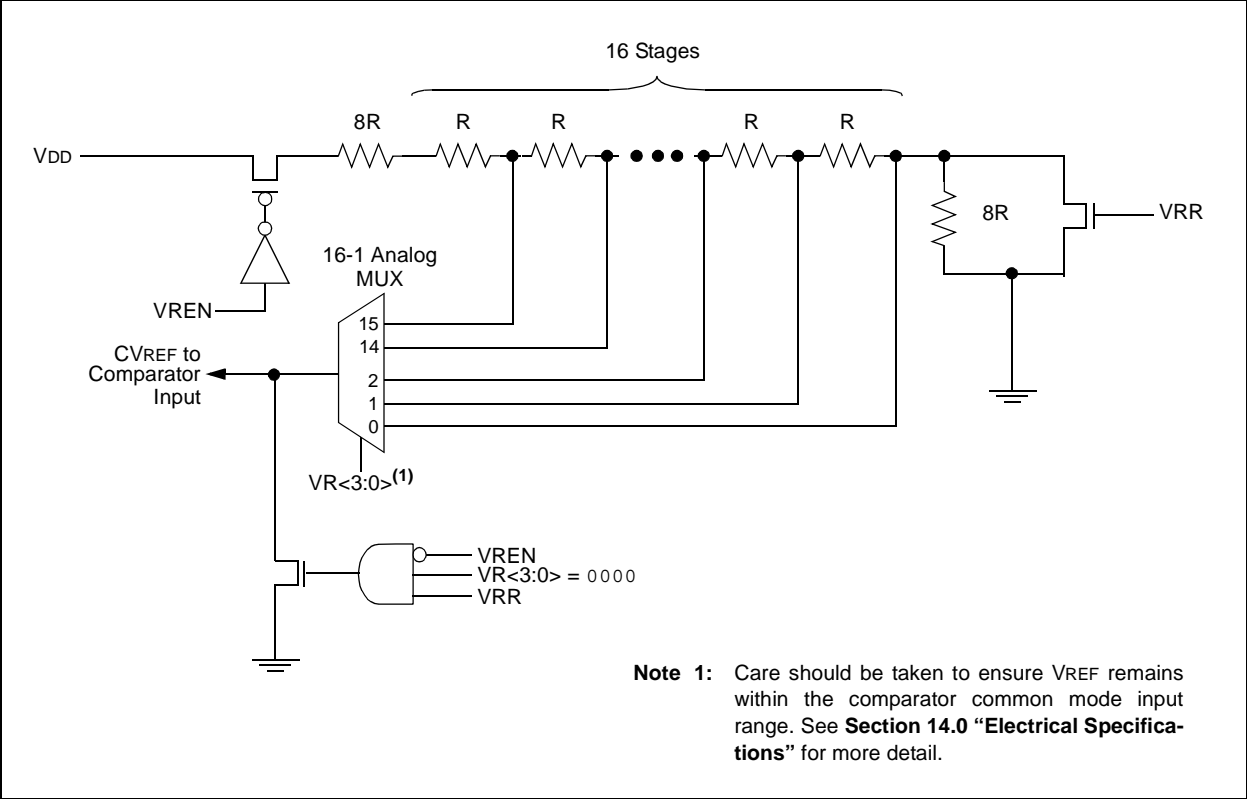 16 Stages
8R R R R R
VDD
8R
VRR
16-1 Analog
MUX
VREN
15
14
CVREF to
Comparator
Input
2
1
0
VR<3:0>(1)
VREN
VR<3:0> = 0000
VRR
Note 1: Care should be taken to ensure VREF remains
within the comparator common mode input
range. See Section 14.0 “Electrical Specifica-
tions” for more detail.